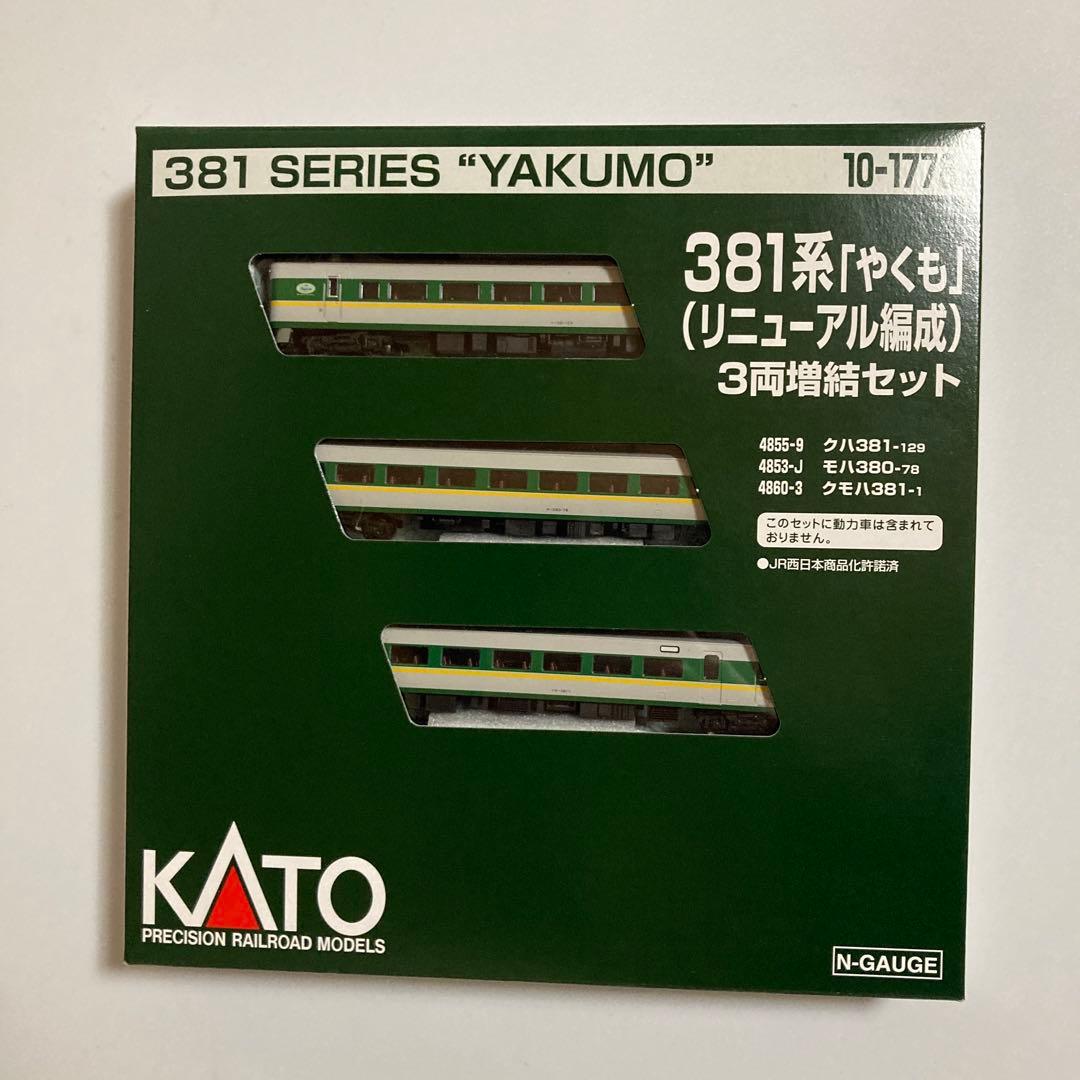 381 SERIES “YAKUMO”
381系「やくも」
(リニューアル編成)
3両増結セット
4855-9 クハ381-129
4853-J モハ380-78
4860-3 クモハ381-1
このセットに動力車は含まれて
おりません。
●JR西日本商品化許諾済
KATO
PRECISION RAILROAD MODELS
N-GAUGE